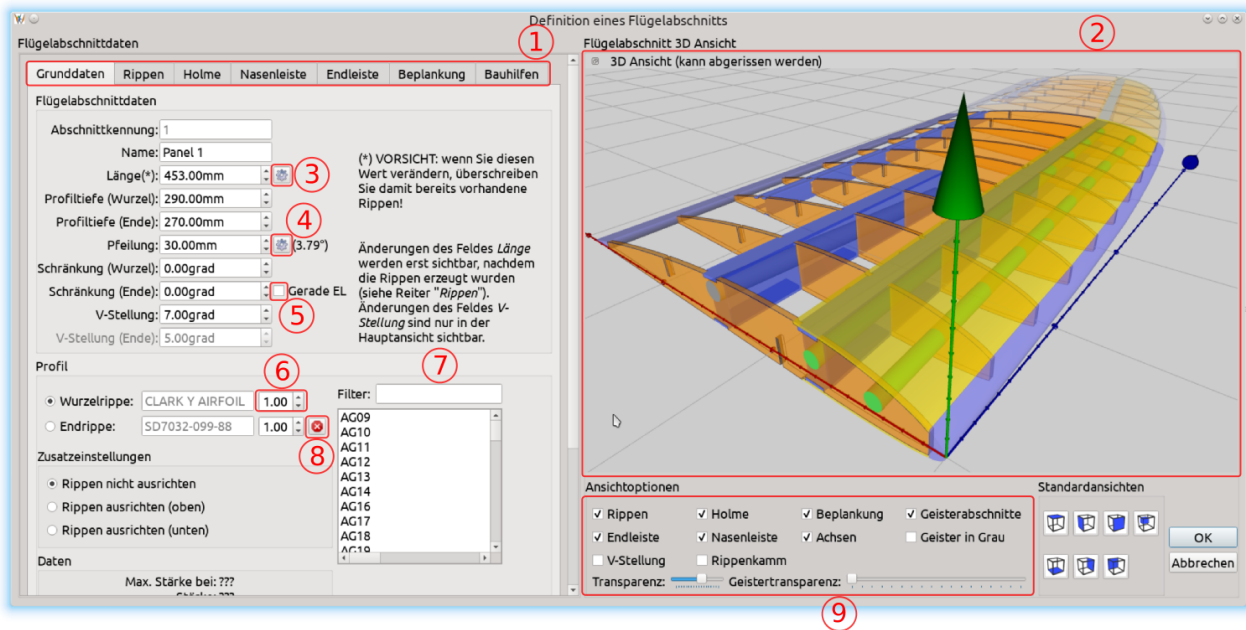 Definition eines Flügelabschnitts
Flügelabschnittdaten
1
Grunddaten Rippen Holme Nasenleiste Endleiste Beplankung Bauhilfen
Flügelabschnittdaten
Abschnittkennung: 1
Name: Panel 1
Länge(*): 453.00mm
3
Profiltiefe (Wurzel): 290.00mm
Profiltiefe (Ende): 270.00mm
4
Pfeilung: 30.00mm (3.79°)
Schränkung (Wurzel): 0.00grad
Schränkung (Ende): 0.00grad Gerade EL
V-Stellung: 7.00grad
5
V-Stellung (Ende): 5.00grad
(*) VORSICHT: wenn Sie diesen
Wert verändern, überschreiben
Sie damit bereits vorhandene
Rippen!
Änderungen des Feldes Länge
werden erst sichtbar, nachdem
die Rippen erzeugt wurden
(siehe Reiter "Rippen").
Änderungen des Feldes V-
Stellung sind nur in der
Hauptansicht sichtbar.
Profil
6
7
Wurzelrippe: CLARK Y AIRFOIL 1.00
Endrippe: SD7032-099-88 1.00
8
Filter:
AG09
AG10
AG11
AG12
AG13
AG14
AG16
AG17
AG18
AG19
Zusatzeinstellungen
Rippen nicht ausrichten
Rippen ausrichten (oben)
Rippen ausrichten (unten)
Daten
Max. Stärke bei: ???
Stärke: ???
Flügelabschnitt 3D Ansicht
2
3D Ansicht (kann abgerissen werden)
Ansichtoptionen
Rippen Holme Beplankung Geisterabschnitte
Endleiste Nasenleiste Achsen Geister in Grau
V-Stellung Rippenkamm
Transparenz: Geistertransparenz:
9
Standardansichten
OK
Abbrechen